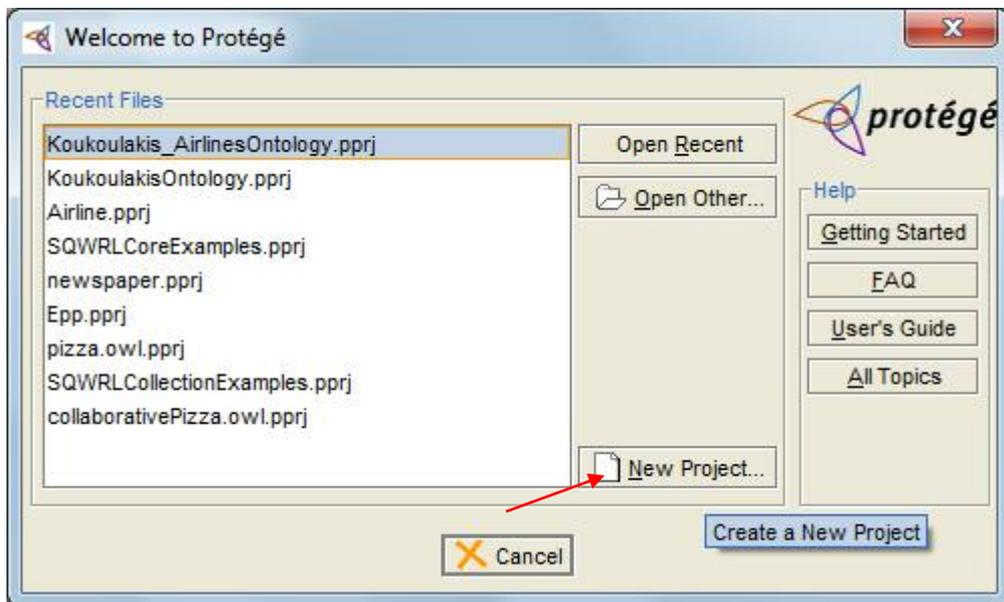 Welcome to Protégé
Recent Files
Koukoulakis_AirlinesOntology.pprj
KoukoulakisOntology.pprj
Airline.pprj
SQWRLCoreExamples.pprj
newspaper.pprj
Epp.pprj
pizza.owl.pprj
SQWRLCollectionExamples.pprj
collaborativePizza.owl.pprj
Open Recent
Open Other...
New Project...
protégé
Help
Getting Started
FAQ
User's Guide
All Topics
Create a New Project
Cancel